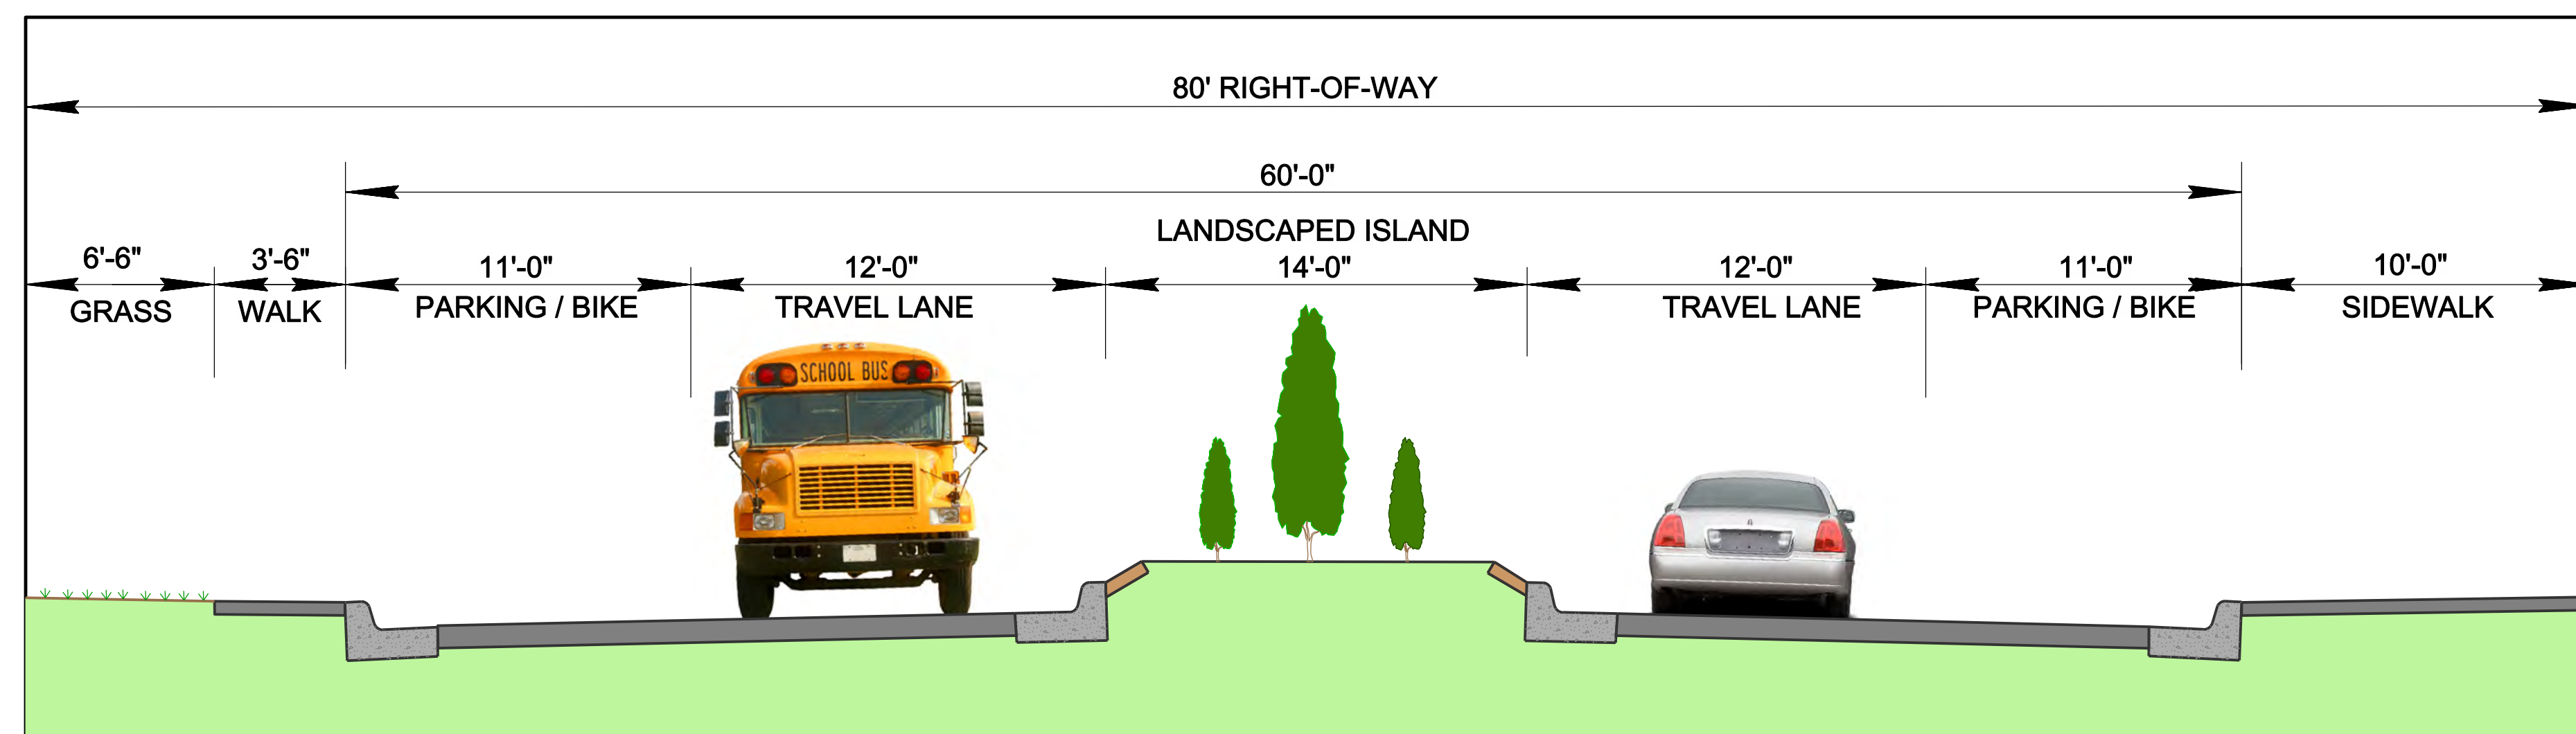 80' RIGHT-OF-WAY
60'-0"
LANDSCAPED ISLAND
6'-6"
3'-6"
11'-0"
12'-0"
14'-0"
12'-0"
11'-0"
10'-0"
GRASS
WALK
PARKING / BIKE
TRAVEL LANE
TRAVEL LANE
PARKING / BIKE
SIDEWALK
SCHOOL BUS